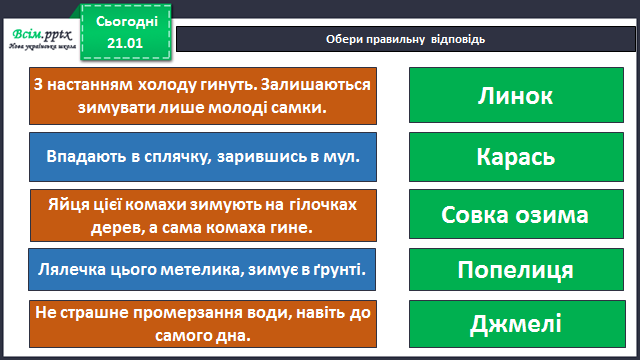 Всім.pptx
Нова українська школа
Сьогодні
21.01
Обери правильну відповідь
З настанням холоду гинуть. Залишаються
зимувати лише молоді самки.
Линок
Впадають в сплячку, зарившись в мул.
Карась
Яйця цієї комахи зимують на гілочках
дерев, а сама комаха гине.
Совка озима
Лялечка цього метелика, зимує в ґрунті.
Попелиця
Не страшне промерзання води, навіть до
самого дна.
Джмелі